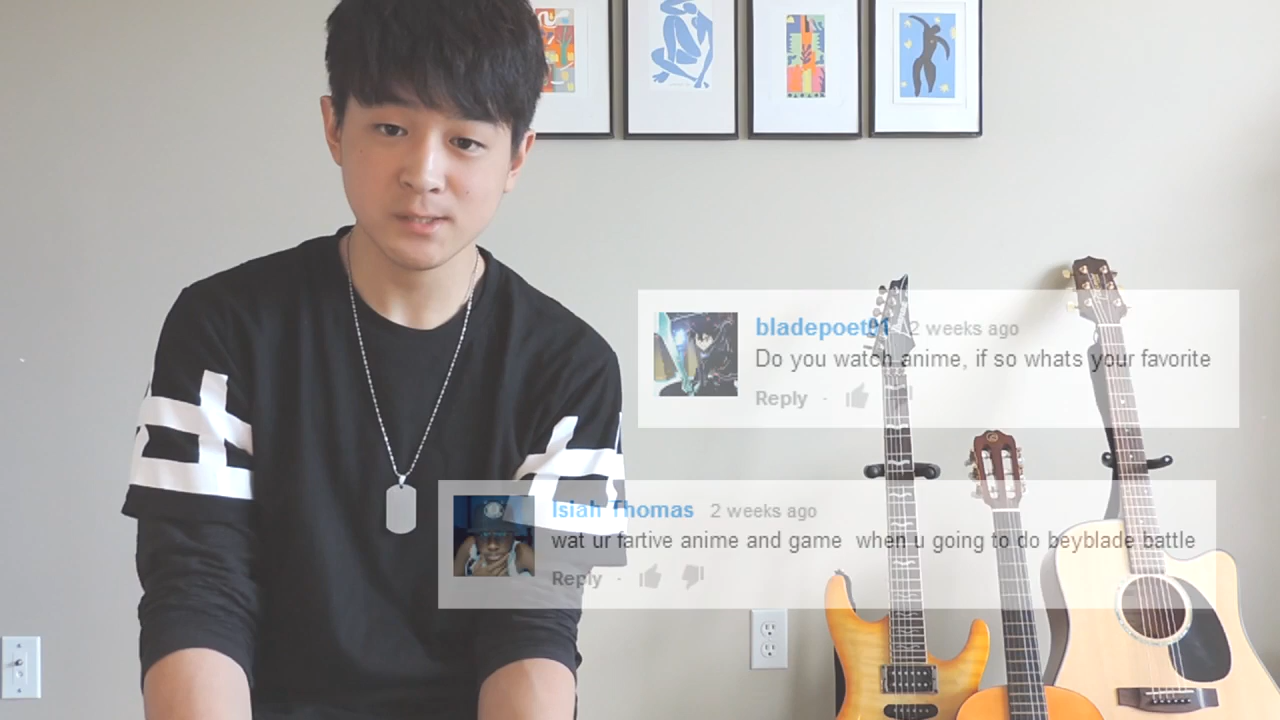 bladepoet91 2 weeks ago
Do you watch anime, if so whats your favorite
Reply
Isiah Thomas 2 weeks ago
wat ur fartive anime and game when u going to do beyblade battle
Reply